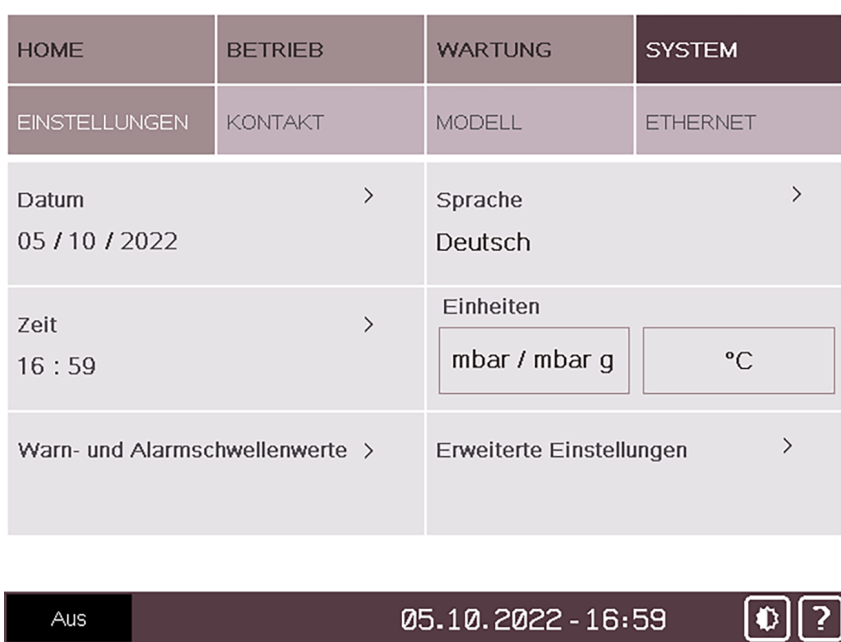 HOME BETRIEB WARTUNG SYSTEM
EINSTELLUNGEN KONTAKT MODELL ETHERNET
Datum >
05 / 10 / 2022
Sprache >
Deutsch
Zeit >
16 : 59
Einheiten
mbar / mbar g °C
Warn- und Alarmschwellenwerte >
Erweiterte Einstellungen >
Aus 05.10.2022 - 16:59 ?